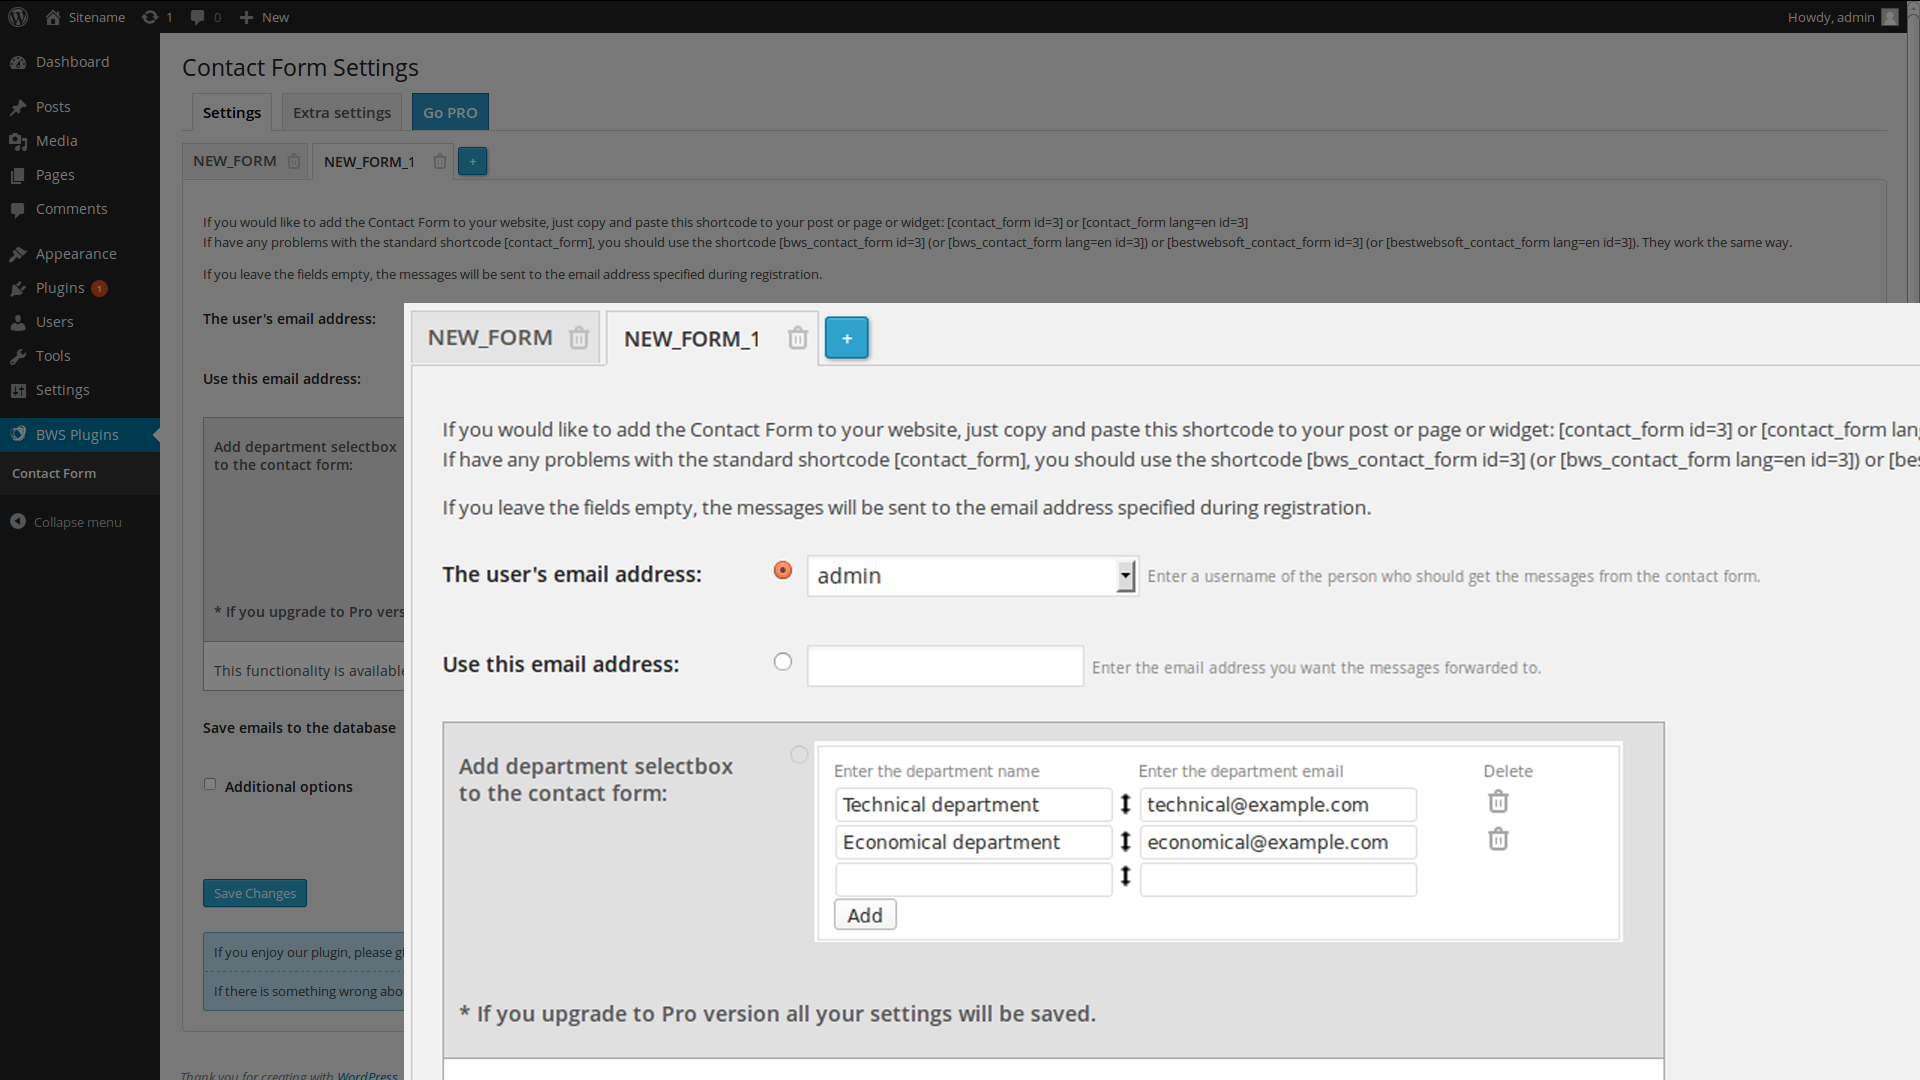 Sitename 1 0 + New Howdy, admin
Dashboard
Posts
Media
Pages
Comments
Appearance
Plugins 1
Users
Tools
Settings
BWS Plugins
Contact Form
Collapse menu
Contact Form Settings
Settings Extra settings Go PRO
NEW_FORM NEW_FORM_1 +
If you would like to add the Contact Form to your website, just copy and paste this shortcode to your post or page or widget: [contact_form id=3] or [contact_form lang=en id=3]
If have any problems with the standard shortcode [contact_form], you should use the shortcode [bws_contact_form id=3] (or [bws_contact_form lang=en id=3]) or [bestwebsoft_contact_form id=3] (or [bestwebsoft_contact_form lang=en id=3]). They work the same way.
If you leave the fields empty, the messages will be sent to the email address specified during registration.
The user's email address:
Use this email address:
Add department selectbox
to the contact form:
* If you upgrade to Pro vers
This functionality is available
Save emails to the database
Additional options
Save Changes
If you enjoy our plugin, please gi
If there is something wrong abo
Thank you for creating with WordPress
NEW_FORM NEW_FORM_1 +
If you would like to add the Contact Form to your website, just copy and paste this shortcode to your post or page or widget: [contact_form id=3] or [contact_form lan
If have any problems with the standard shortcode [contact_form], you should use the shortcode [bws_contact_form id=3] (or [bws_contact_form lang=en id=3]) or [bes
If you leave the fields empty, the messages will be sent to the email address specified during registration.
The user's email address: admin Enter a username of the person who should get the messages from the contact form.
Use this email address: Enter the email address you want the messages forwarded to.
Add department selectbox
to the contact form:
Enter the department name Enter the department email Delete
Technical department technical@example.com
Economical department economical@example.com
Add
* If you upgrade to Pro version all your settings will be saved.